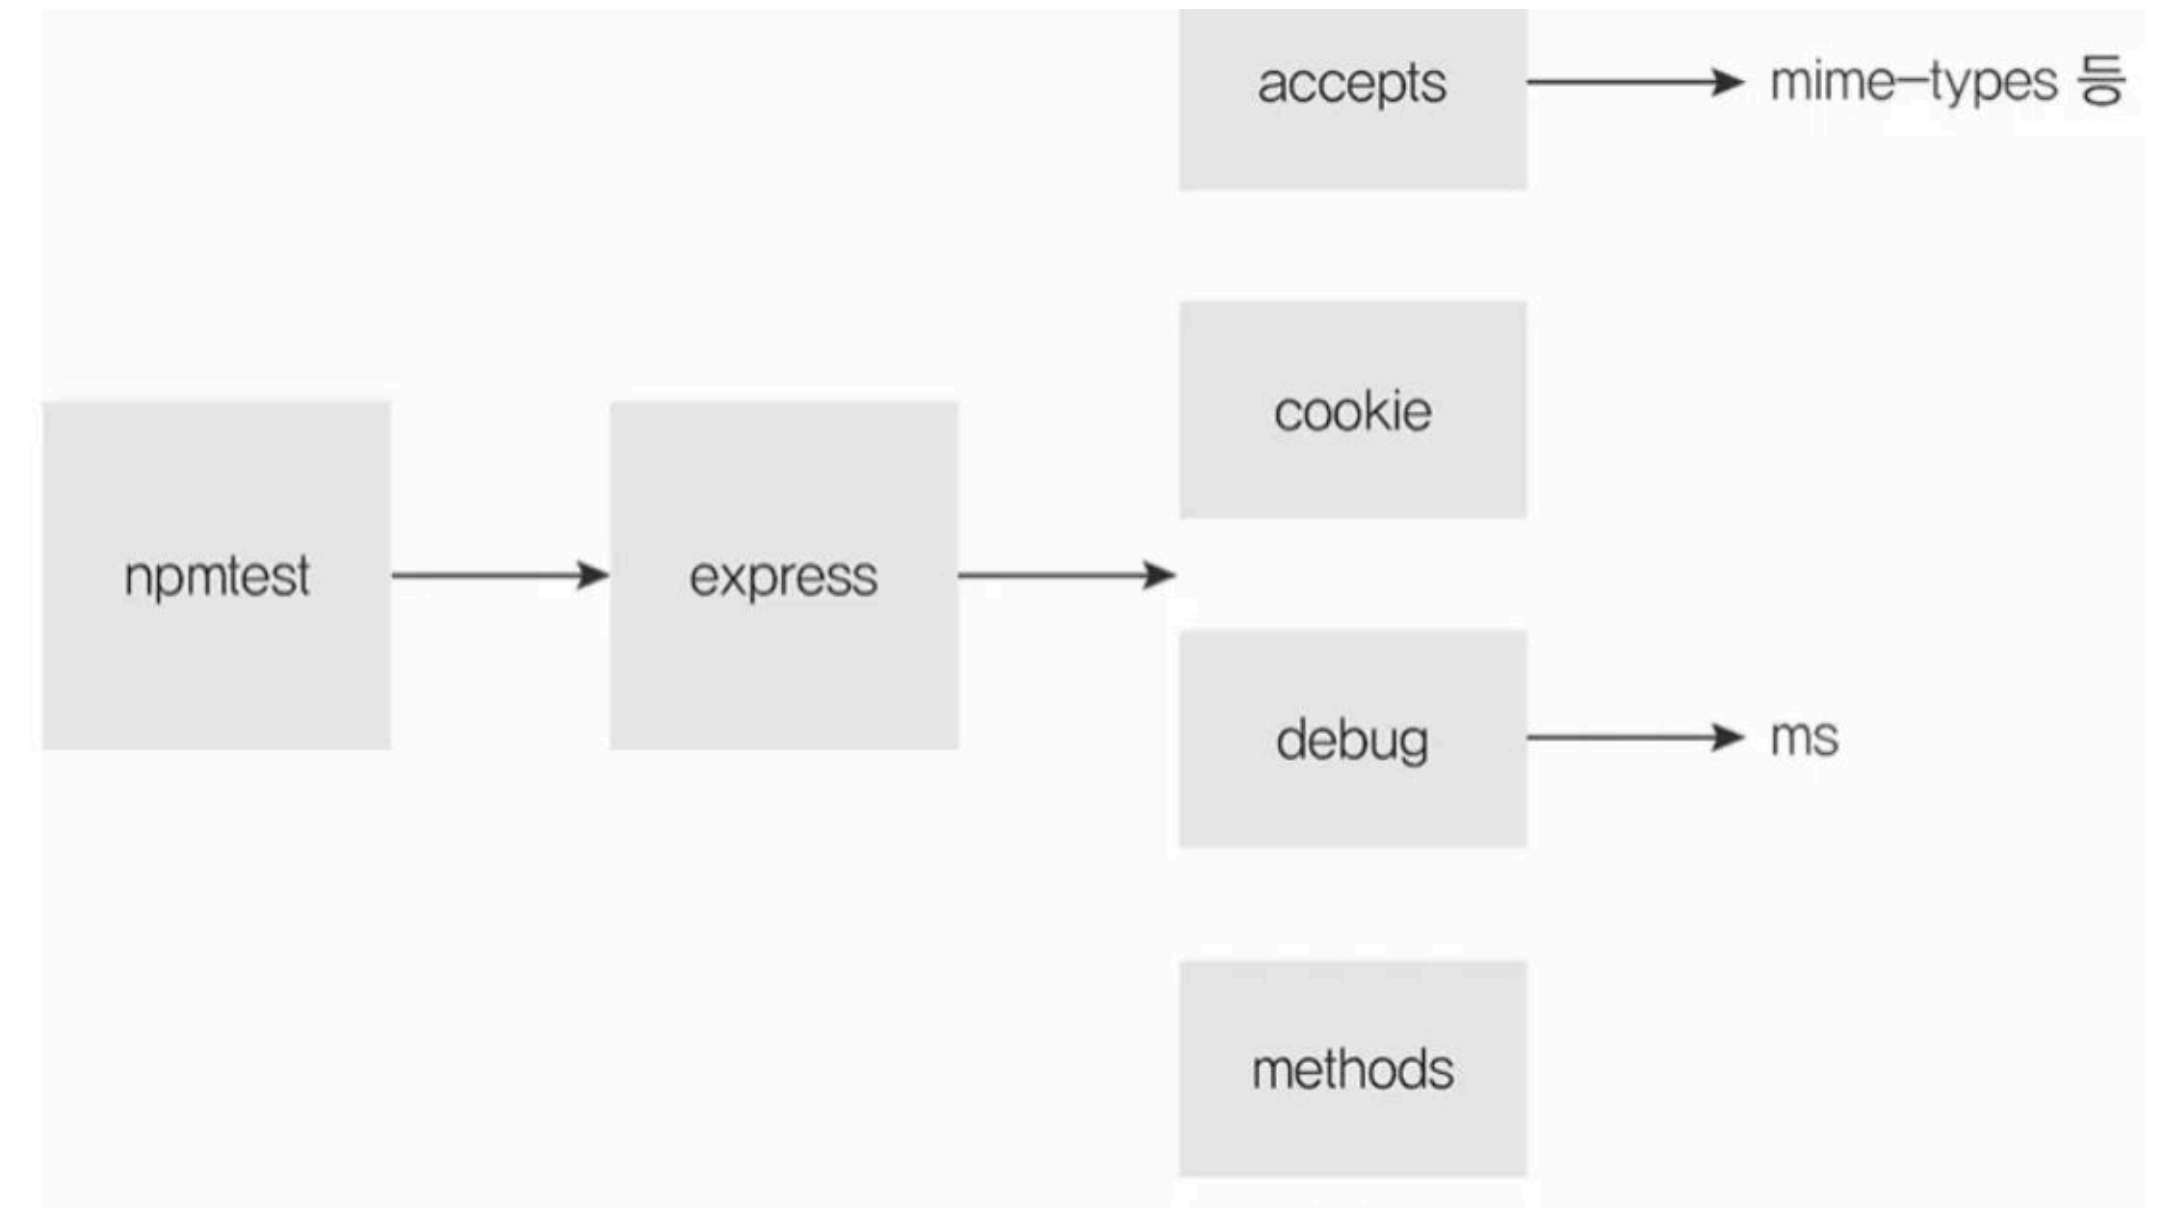 accepts
mime-types 등
cookie
npmtest
express
debug
ms
methods